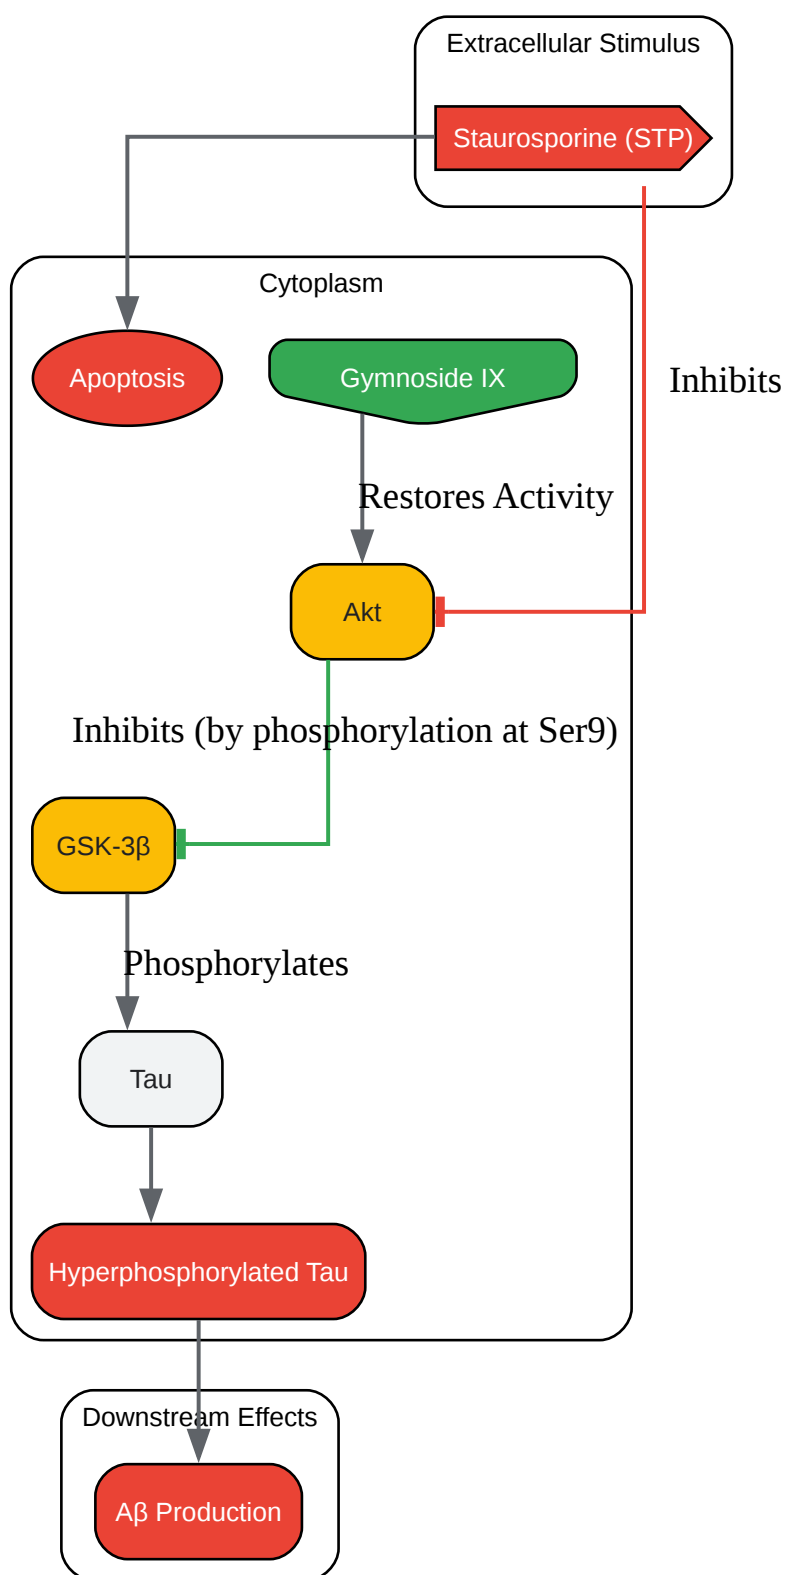 Extracellular Stimulus
Staurosporine (STP)
Cytoplasm
Apoptosis
Gymnoside IX
Inhibits
Restores Activity
Akt
Inhibits (by phosphorylation at Ser9)
GSK-3β
Phosphorylates
Tau
Hyperphosphorylated Tau
Downstream Effects
Aβ Production